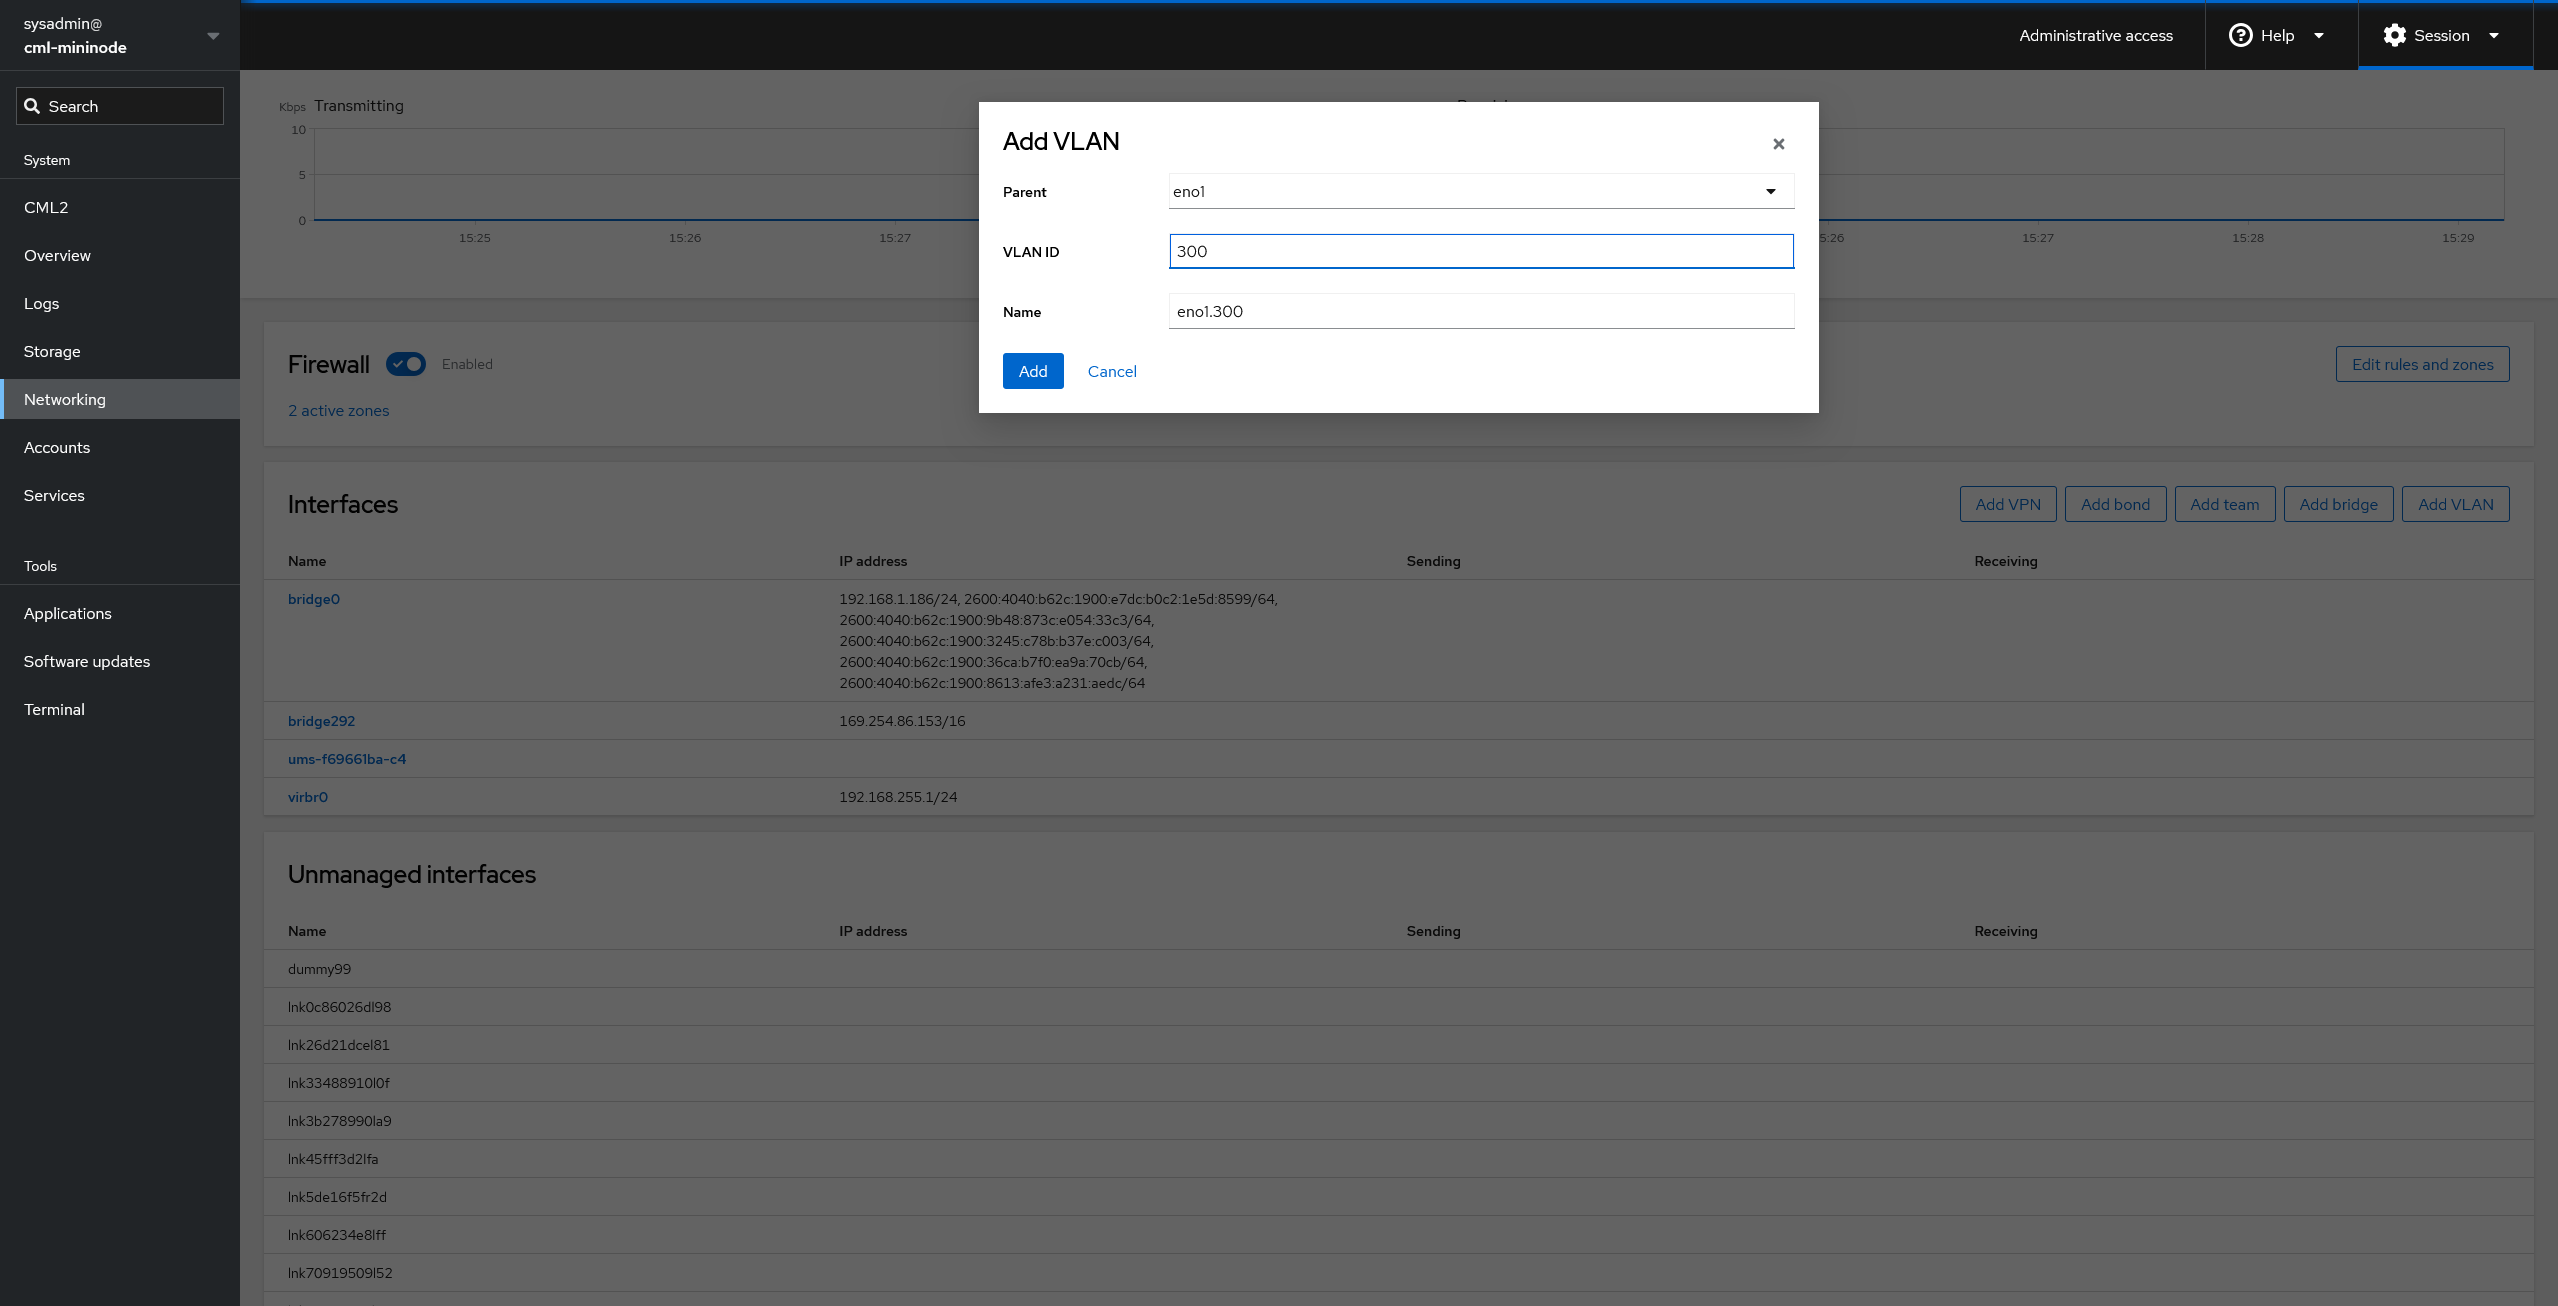 sysadmin@
cml-mininode
Administrative access
Help
Session
Search
System
CML2
Overview
Logs
Storage
Networking
Accounts
Services
Tools
Applications
Software updates
Terminal
Kbps Transmitting
10
5
0
15:25 15:26 15:27
5:26 15:27 15:28 15:29
Add VLAN
Parent eno1
VLAN ID 300
Name eno1.300
Add Cancel
Firewall Enabled
Edit rules and zones
2 active zones
Interfaces
Add VPN Add bond Add team Add bridge Add VLAN
Name IP address Sending Receiving
bridge0 192.168.1.186/24, 2600:4040:b62c:1900:e7dc:b0c2:1e5d:8599/64,
2600:4040:b62c:1900:9b48:873c:e054:33c3/64,
2600:4040:b62c:1900:3245:c78b:b37e:c003/64,
2600:4040:b62c:1900:36ca:b7f0:ea9a:70cb/64,
2600:4040:b62c:1900:8613:afe3:a231:aedc/64
bridge292 169.254.86.153/16
ums-f69661ba-c4
virbr0 192.168.255.1/24
Unmanaged interfaces
Name IP address Sending Receiving
dummy99
lnk0c86026dl98
lnk26d21dcel81
lnk33488910l0f
lnk3b278990la9
lnk45fff3d2lfa
lnk5de16f5fr2d
lnk606234e8lff
lnk70919509l52